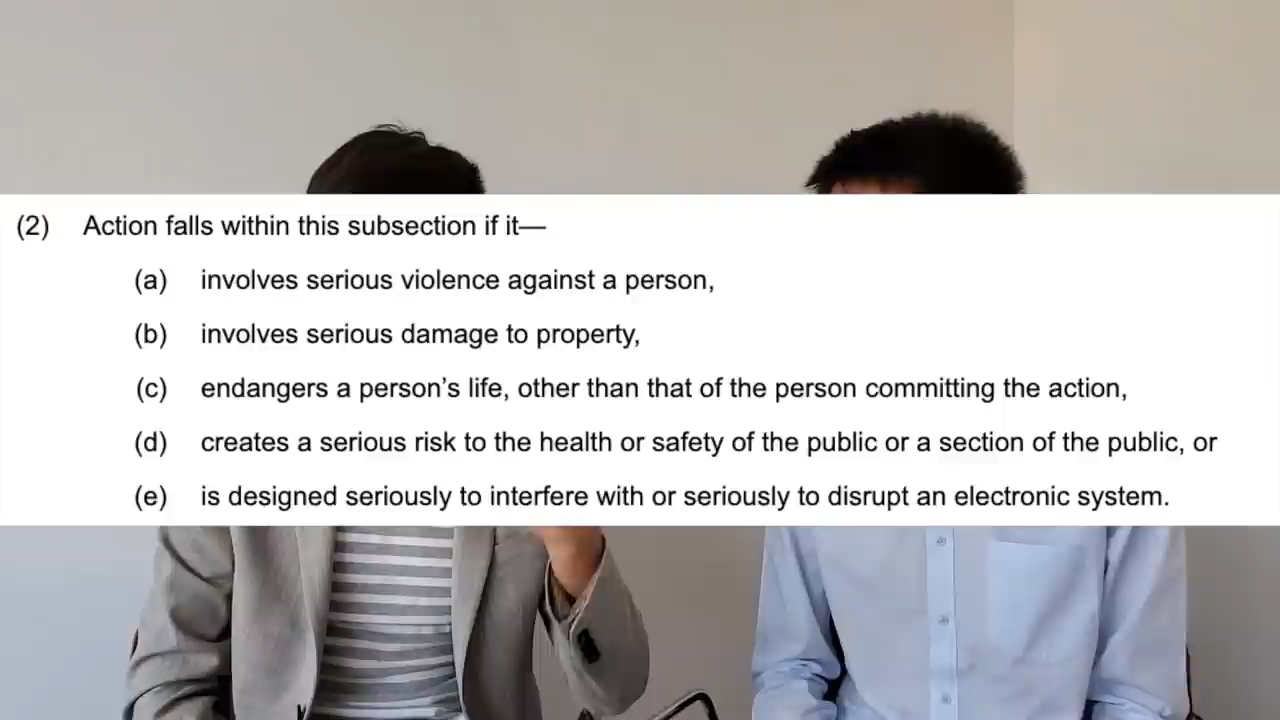 (2) Action falls within this subsection if it—
(a) involves serious violence against a person,
(b) involves serious damage to property,
(c) endangers a person’s life, other than that of the person committing the action,
(d) creates a serious risk to the health or safety of the public or a section of the public, or
(e) is designed seriously to interfere with or seriously to disrupt an electronic system.